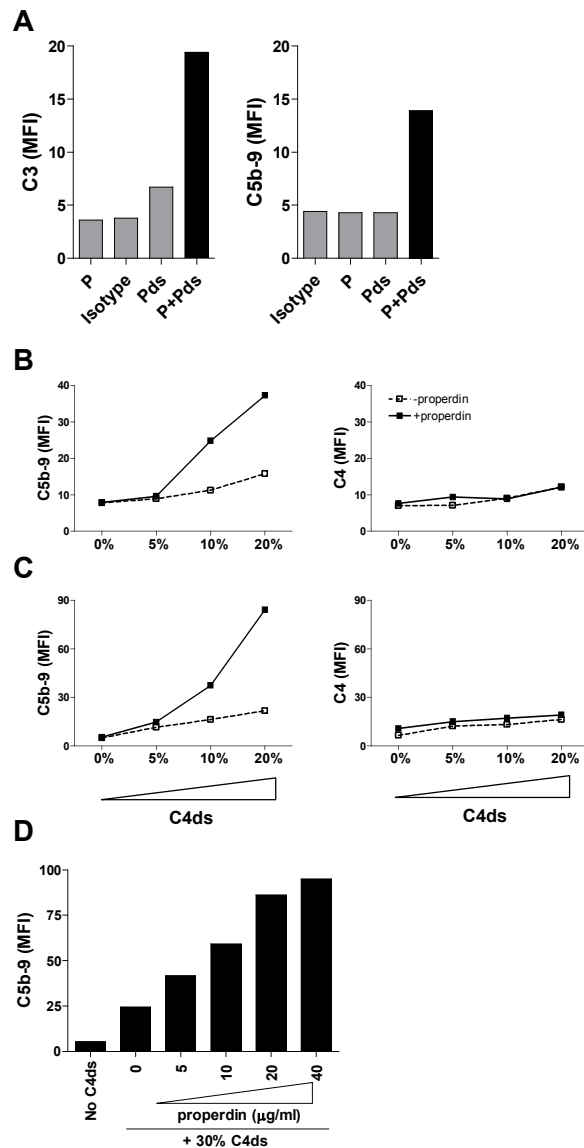 A
C3 (MFI)
20
15
10
5
0
P
Isotype
Pds
P+Pds
C5b-9 (MFI)
20
15
10
5
0
Isotype
P
Pds
P+Pds
B
C5b-9 (MFI)
40
30
20
10
0
0% 5% 10% 20%
C4 (MFI)
40
30
20
10
0
0% 5% 10% 20%
-properdin
+properdin
C
C5b-9 (MFI)
90
60
30
0
0% 5% 10% 20%
C4ds
C4 (MFI)
90
60
30
0
0% 5% 10% 20%
C4ds
D
C5b-9 (MFI)
100
75
50
25
0
No C4ds
0
5
10
20
40
properdin (μg/ml)
+ 30% C4ds